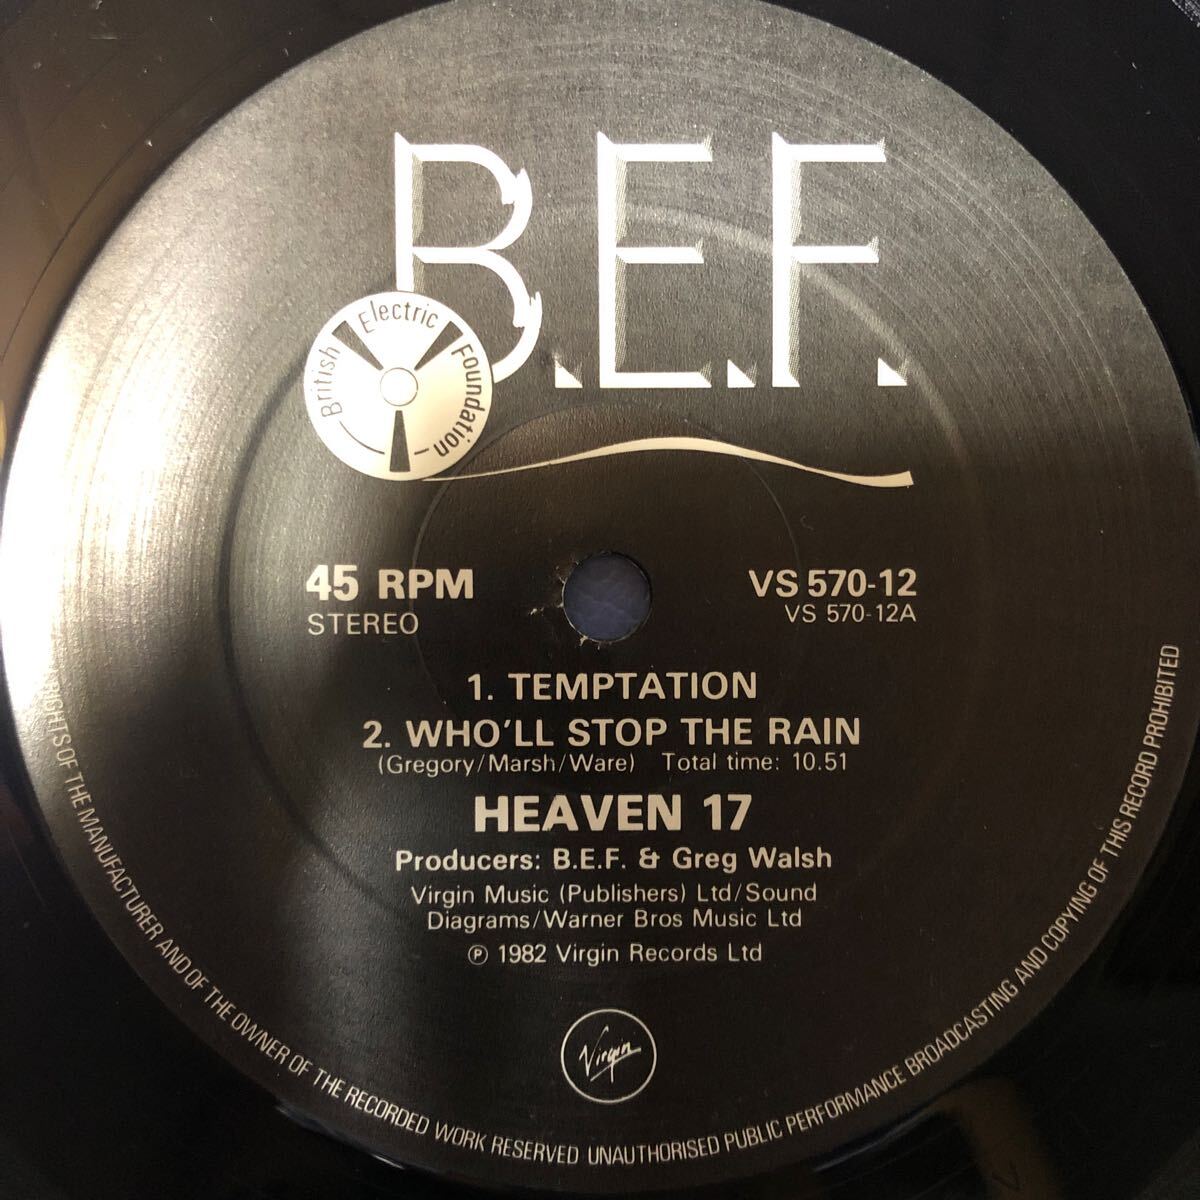 B.E.F.
British Electric Foundation
45 RPM
STEREO
VS 570-12
VS 570-12A
1. TEMPTATION
2. WHO'LL STOP THE RAIN
(Gregory/Marsh/Ware) Total time: 10.51
HEAVEN 17
Producers: B.E.F. & Greg Walsh
Virgin Music (Publishers) Ltd/Sound
Diagrams/Warner Bros Music Ltd
℗ 1982 Virgin Records Ltd
Virgin
RIGHTS OF THE MANUFACTURER AND OF THE OWNER OF THE RECORDED WORK RESERVED UNAUTHORISED PUBLIC PERFORMANCE BROADCASTING AND COPYING OF THIS RECORD PROHIBITED